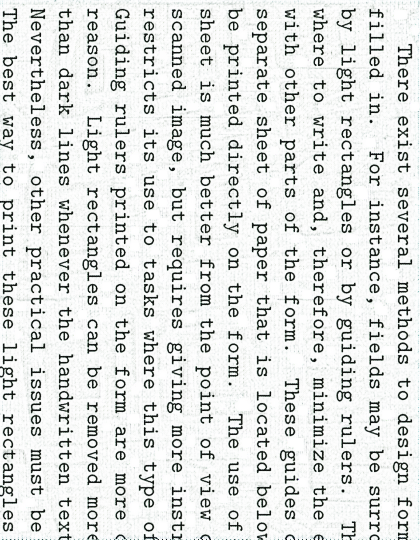 There exist several methods to design form
filled in. For instance, fields may be surro
by light rectangles or by guiding rulers. Th
where to write and, therefore, minimize the e
with other parts of the form. These guides c
separate sheet of paper that is located below
be printed directly on the form. The use of
sheet is much better from the point of view o
scanned image, but requires giving more instr
restricts its use to tasks where this type of
Guiding rulers printed on the form are more c
reason. Light rectangles can be removed more
than dark lines whenever the handwritten text
Nevertheless, other practical issues must be
The best way to print these light rectangles